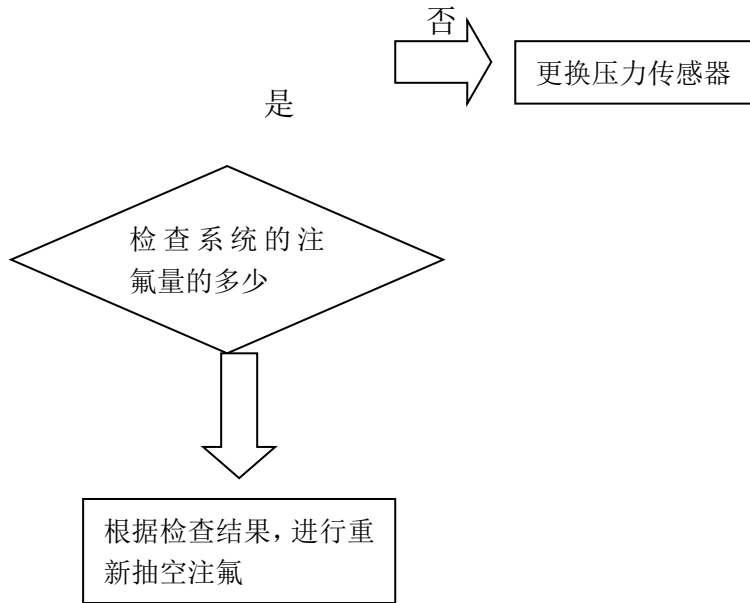 否
更换压力传感器
是
检查系统的注
氟量的多少
根据检查结果，进行重
新抽空注氟